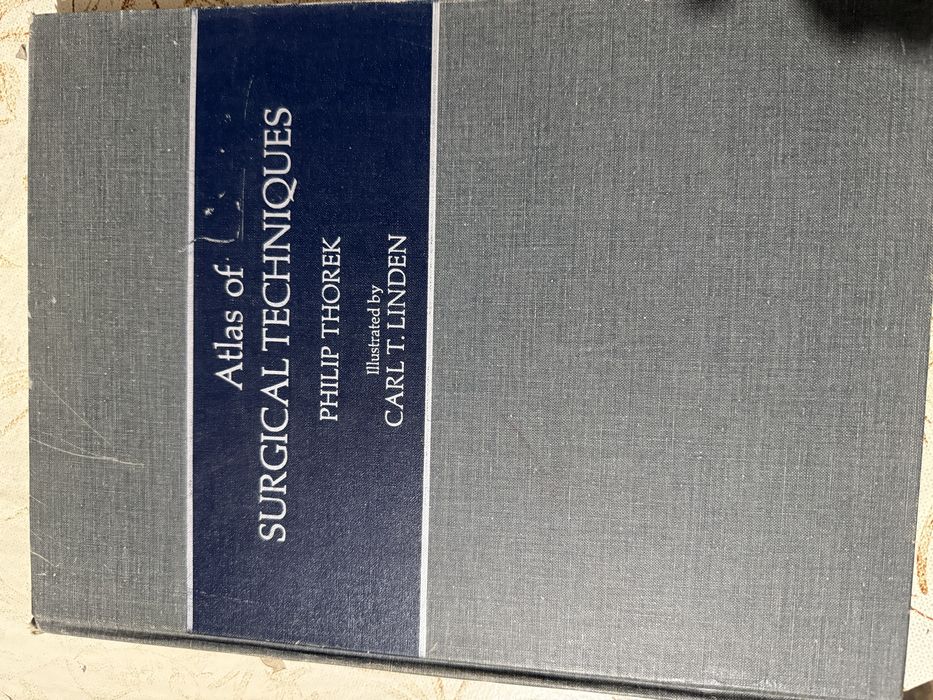 Atlas of
SURGICAL TECHNIQUES
PHILIP THOREK
Illustrated by
CARL T. LINDEN